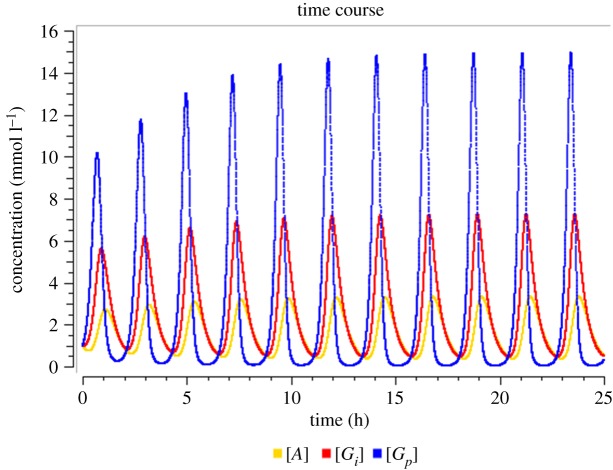 time course
concentration (mmol l⁻¹)
16
14
12
10
8
6
4
2
0
0 5 10 15 20 25
time (h)
[A] [Gᵢ] [Gₚ]